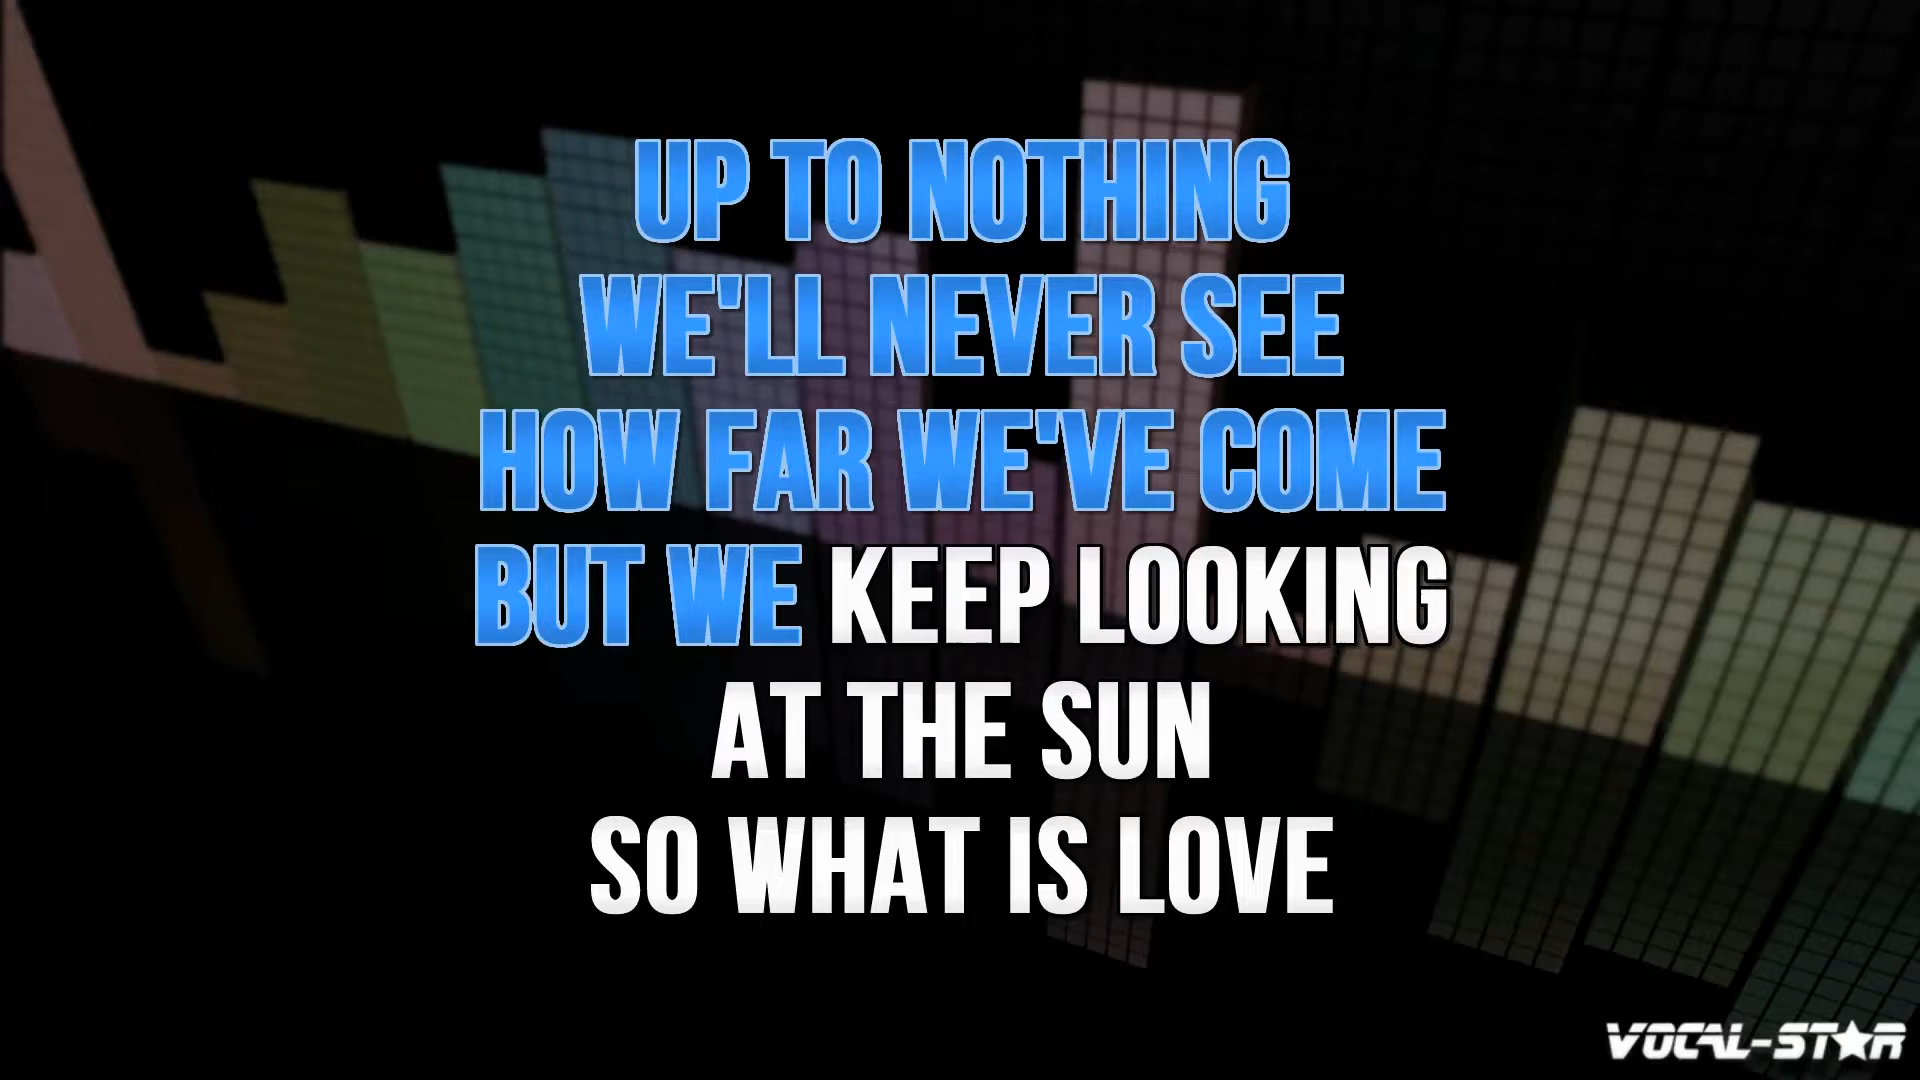 UP TO NOTHING
WE'LL NEVER SEE
HOW FAR WE'VE COME
BUT WE KEEP LOOKING
AT THE SUN
SO WHAT IS LOVE
VOCAL-STAR